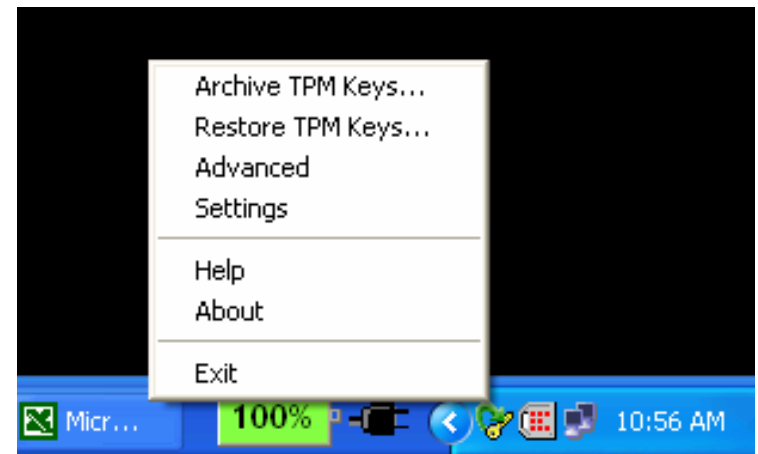 Archive TPM Keys...
Restore TPM Keys...
Advanced
Settings
Help
About
Exit
Micr...
100%
10:56 AM